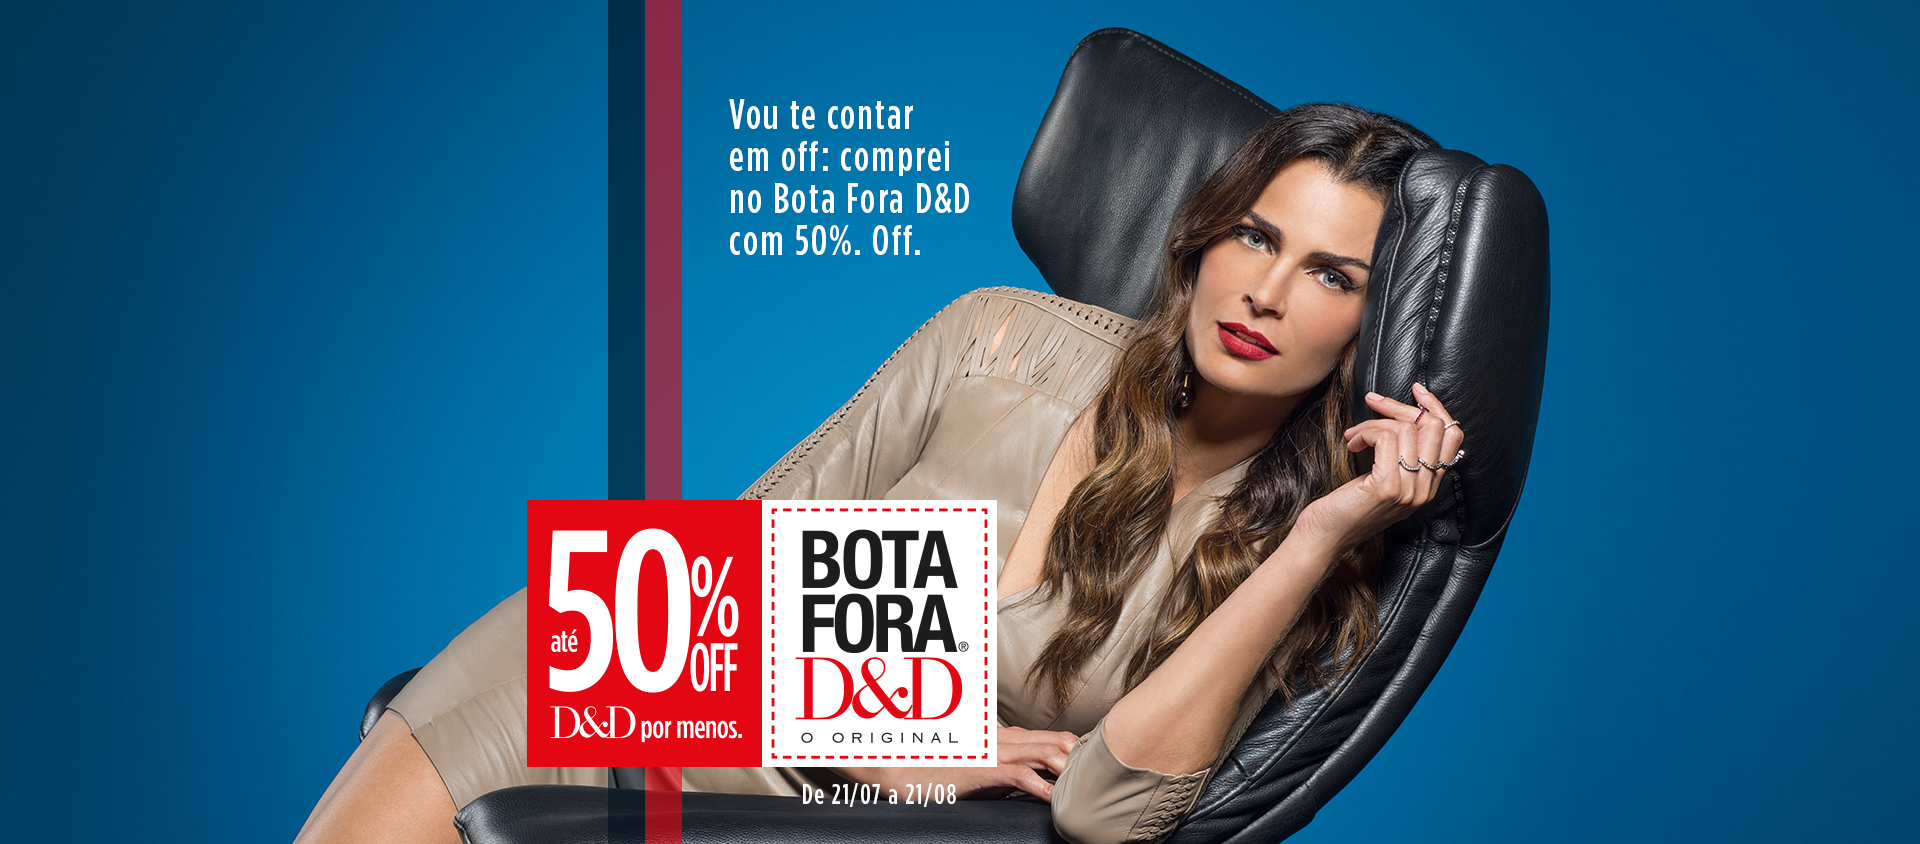 Vou te contar
em off: comprei
no Bota Fora D&D
com 50%. Off.
até 50% OFF
D&D por menos.
BOTA
FORA®
D&D
O ORIGINAL
De 21/07 a 21/08